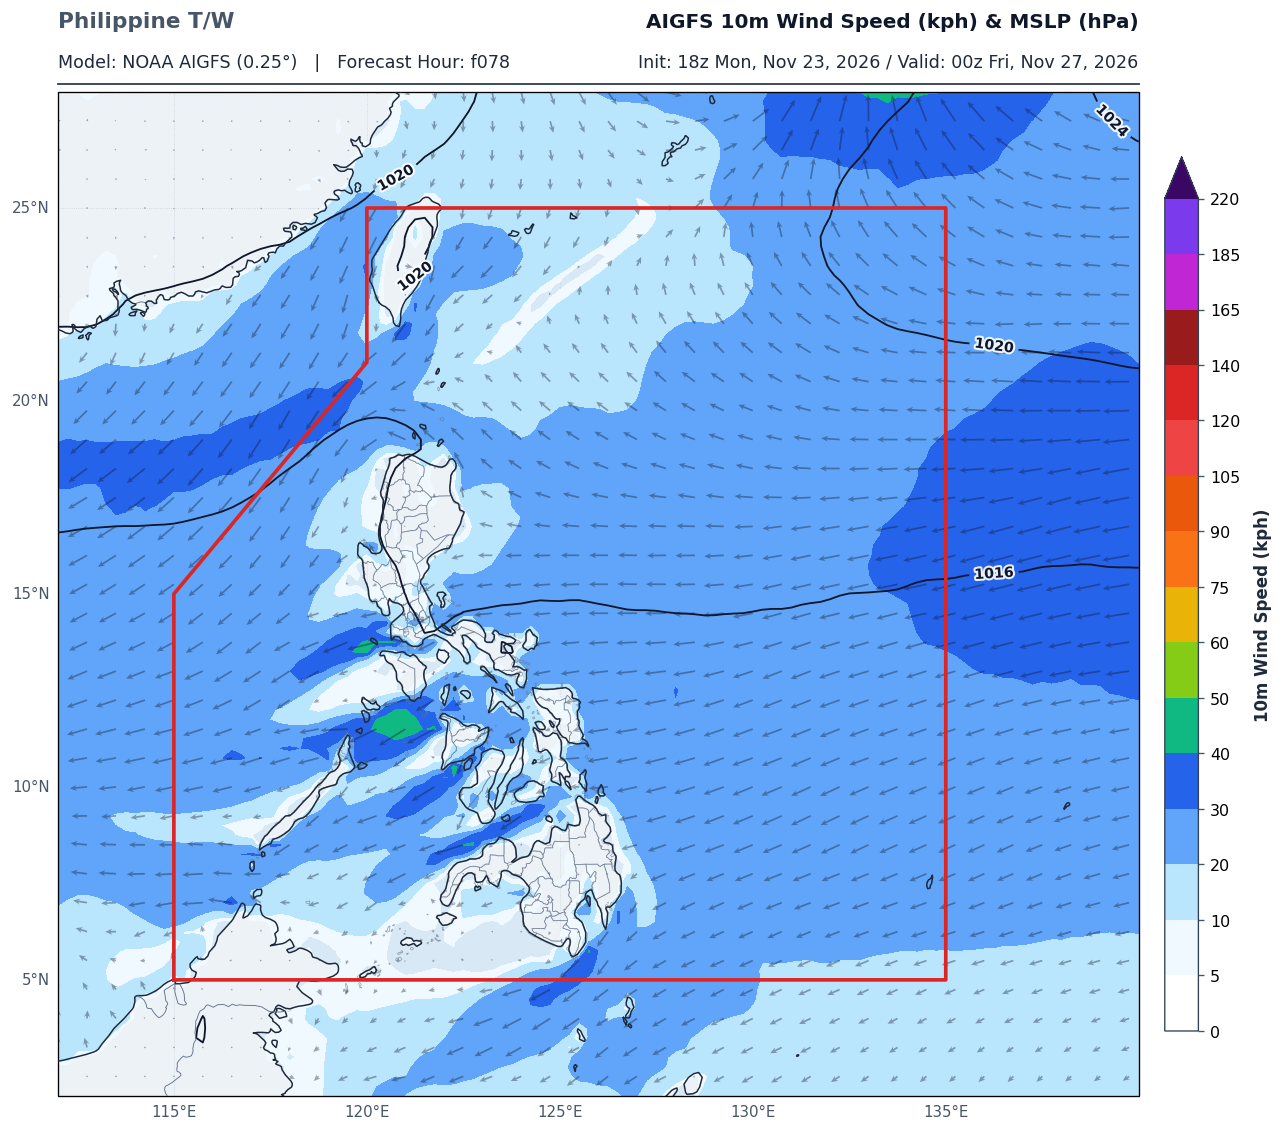 Philippine T/W
AIGFS 10m Wind Speed (kph) & MSLP (hPa)
Model: NOAA AIGFS (0.25°) | Forecast Hour: f078
Init: 18z Mon, Nov 23, 2026 / Valid: 00z Fri, Nov 27, 2026
1024
1020
1020
1020
1016
25°N
20°N
15°N
10°N
5°N
115°E
120°E
125°E
130°E
135°E
220
185
165
140
120
105
90
75
60
50
40
30
20
10
5
0
10m Wind Speed (kph)